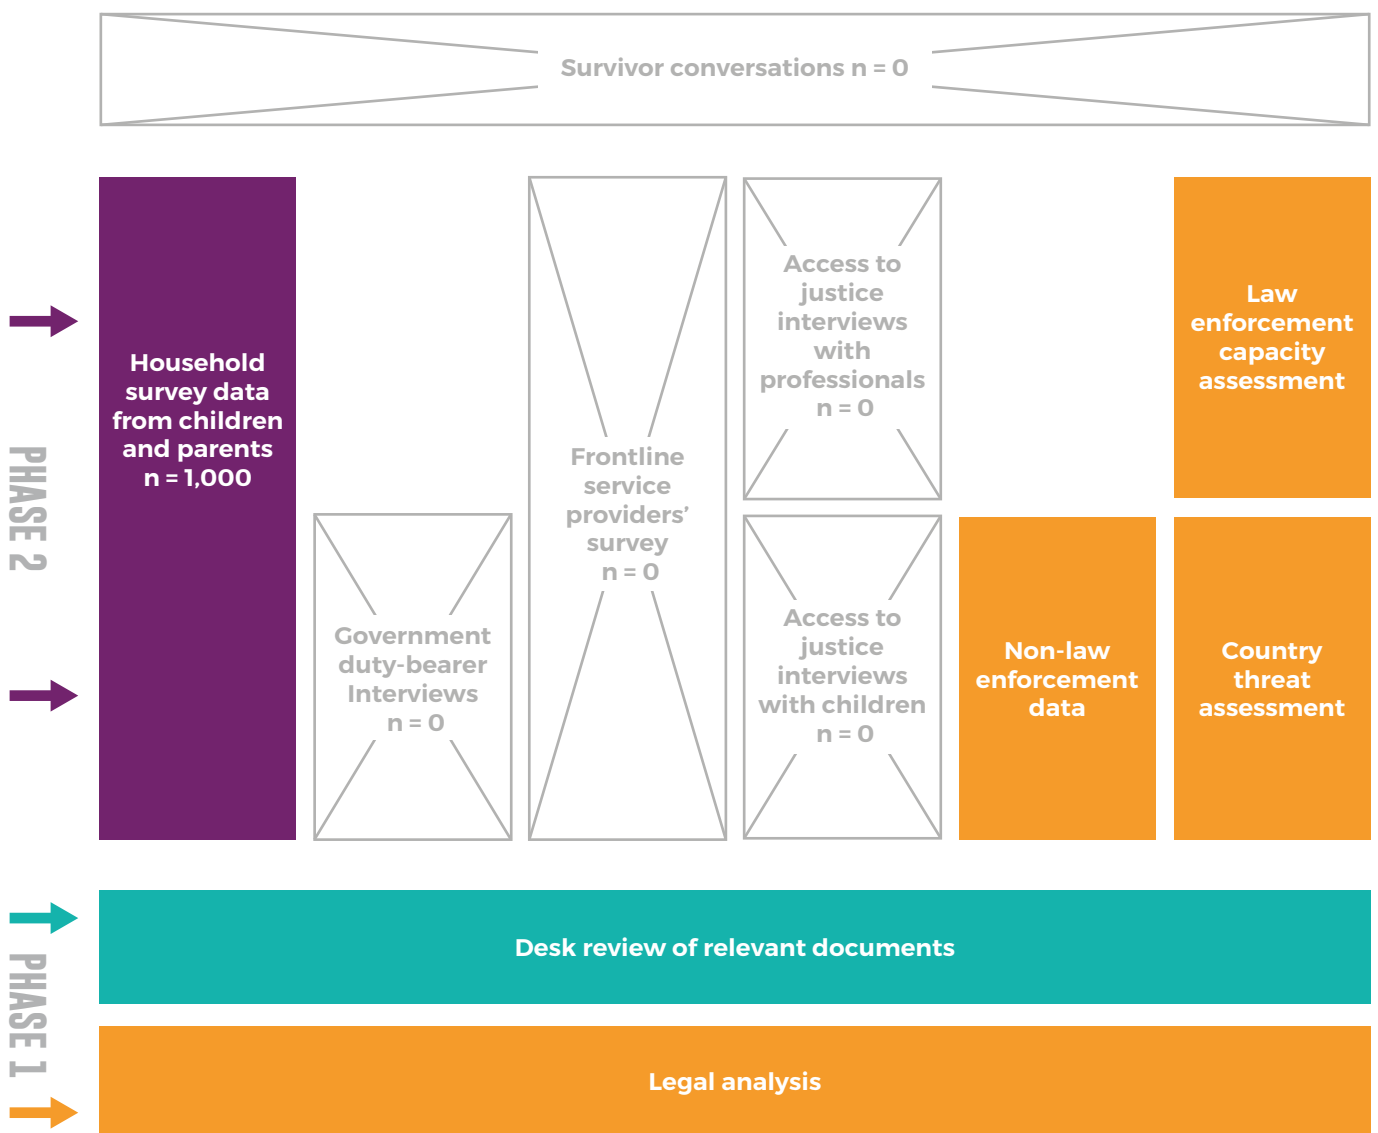 Survivor conversations n = 0
PHASE 2
Household
survey data
from children
and parents
n = 1,000
Government
duty-bearer
Interviews
n = 0
Frontline
service
providers’
survey
n = 0
Access to
justice
interviews
with
professionals
n = 0
Access to
justice
interviews
with children
n = 0
Non-law
enforcement
data
Law
enforcement
capacity
assessment
Country
threat
assessment
PHASE 1
Desk review of relevant documents
Legal analysis